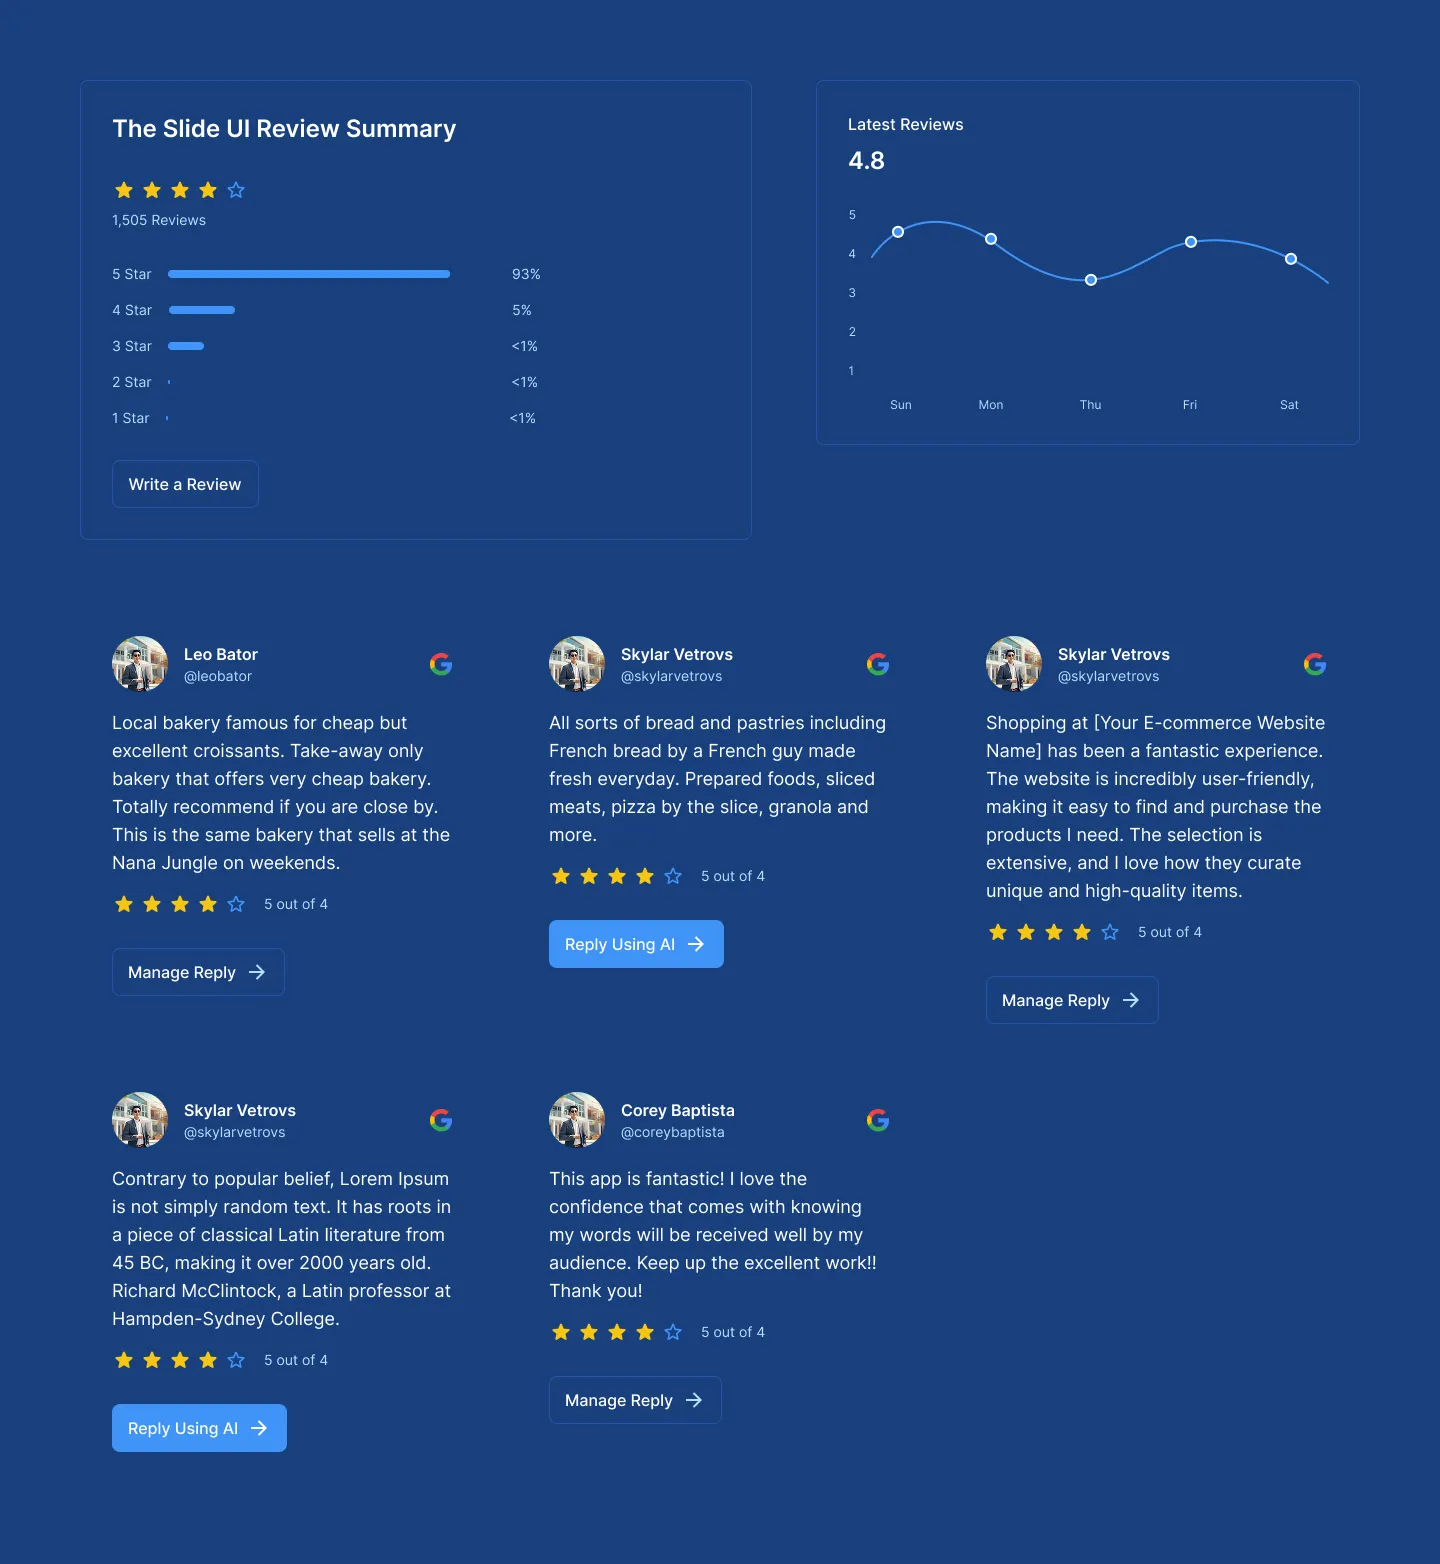 The Slide UI Review Summary
1,505 Reviews
5 Star 93%
4 Star 5%
3 Star <1%
2 Star <1%
1 Star <1%
Write a Review
Latest Reviews
4.8
5
4
3
2
1
Sun Mon Thu Fri Sat
Leo Bator
@leobator
Local bakery famous for cheap but
excellent croissants. Take-away only
bakery that offers very cheap bakery.
Totally recommend if you are close by.
This is the same bakery that sells at the
Nana Jungle on weekends.
5 out of 4
Manage Reply
Skylar Vetrovs
@skylarvetrovs
All sorts of bread and pastries including
French bread by a French guy made
fresh everyday. Prepared foods, sliced
meats, pizza by the slice, granola and
more.
5 out of 4
Reply Using AI
Skylar Vetrovs
@skylarvetrovs
Shopping at [Your E-commerce Website
Name] has been a fantastic experience.
The website is incredibly user-friendly,
making it easy to find and purchase the
products I need. The selection is
extensive, and I love how they curate
unique and high-quality items.
5 out of 4
Manage Reply
Skylar Vetrovs
@skylarvetrovs
Contrary to popular belief, Lorem Ipsum
is not simply random text. It has roots in
a piece of classical Latin literature from
45 BC, making it over 2000 years old.
Richard McClintock, a Latin professor at
Hampden-Sydney College.
5 out of 4
Reply Using AI
Corey Baptista
@coreybaptista
This app is fantastic! I love the
confidence that comes with knowing
my words will be received well by my
audience. Keep up the excellent work!!
Thank you!
5 out of 4
Manage Reply